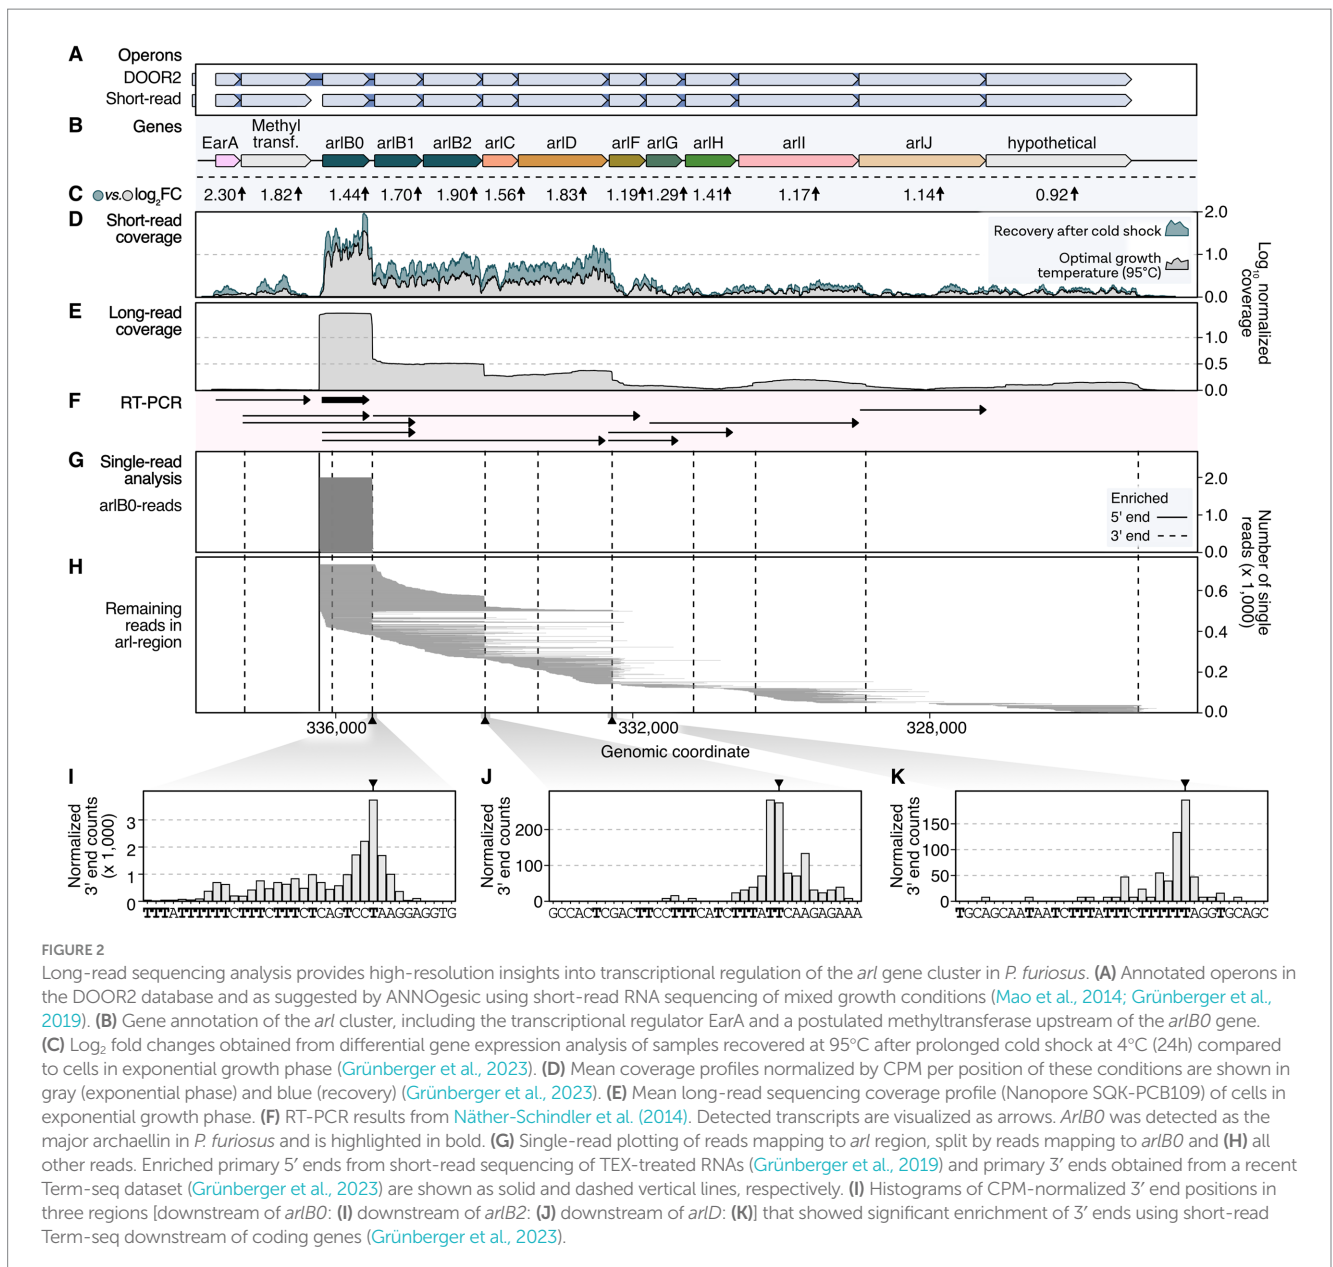 A
Operons
DOOR2
Short-read
B
Genes
EarA
Methyl
transf.
arlB0
arlB1
arlB2
arlC
arlD
arlF
arlG
arlH
arlI
arlJ
hypothetical
C
vs. log₂FC
2.30 1.82 1.44 1.70 1.90 1.56 1.83 1.19 1.29 1.41 1.17 1.14 0.92
D
Short-read
coverage
Recovery after cold shock
Optimal growth
temperature (95°C)
2.0
1.0
0.0
Log₁₀ normalized
coverage
E
Long-read
coverage
1.0
0.5
0.0
F
RT-PCR
G
Single-read
analysis
arlB0-reads
Enriched
5' end
3' end
2.0
1.0
0.0
Number of single
reads (x 1,000)
H
Remaining
reads in
arl-region
0.6
0.4
0.2
0.0
336,000
332,000
328,000
Genomic coordinate
I
Normalized
3' end counts
(x 1,000)
3
2
1
0
TTTATTTTTTCTTTCTTTCTCAGTCCTAAGGAGGTG
J
Normalized
3' end counts
200
100
0
GCCACTCGACTTCCTTTCATCTTTATTCAAGAGAAA
K
Normalized
3' end counts
150
100
50
0
TGCAGCAATAATCTTTATTTCTTTTTTAGGTGCAGC
FIGURE 2
Long-read sequencing analysis provides high-resolution insights into transcriptional regulation of the arl gene cluster in P. furiosus. (A) Annotated operons in
the DOOR2 database and as suggested by ANNOgesic using short-read RNA sequencing of mixed growth conditions (Mao et al., 2014; Grünberger et al.,
2019). (B) Gene annotation of the arl cluster, including the transcriptional regulator EarA and a postulated methyltransferase upstream of the arlB0 gene.
(C) Log₂ fold changes obtained from differential gene expression analysis of samples recovered at 95°C after prolonged cold shock at 4°C (24h) compared
to cells in exponential growth phase (Grünberger et al., 2023). (D) Mean coverage profiles normalized by CPM per position of these conditions are shown in
gray (exponential phase) and blue (recovery) (Grünberger et al., 2023). (E) Mean long-read sequencing coverage profile (Nanopore SQK-PCB109) of cells in
exponential growth phase. (F) RT-PCR results from Näther-Schindler et al. (2014). Detected transcripts are visualized as arrows. ArlB0 was detected as the
major archaellin in P. furiosus and is highlighted in bold. (G) Single-read plotting of reads mapping to arl region, split by reads mapping to arlB0 and (H) all
other reads. Enriched primary 5′ ends from short-read sequencing of TEX-treated RNAs (Grünberger et al., 2019) and primary 3′ ends obtained from a recent
Term-seq dataset (Grünberger et al., 2023) are shown as solid and dashed vertical lines, respectively. (I) Histograms of CPM-normalized 3′ end positions in
three regions [downstream of arlB0: (I) downstream of arlB2: (J) downstream of arlD: (K)] that showed significant enrichment of 3′ ends using short-read
Term-seq downstream of coding genes (Grünberger et al., 2023).